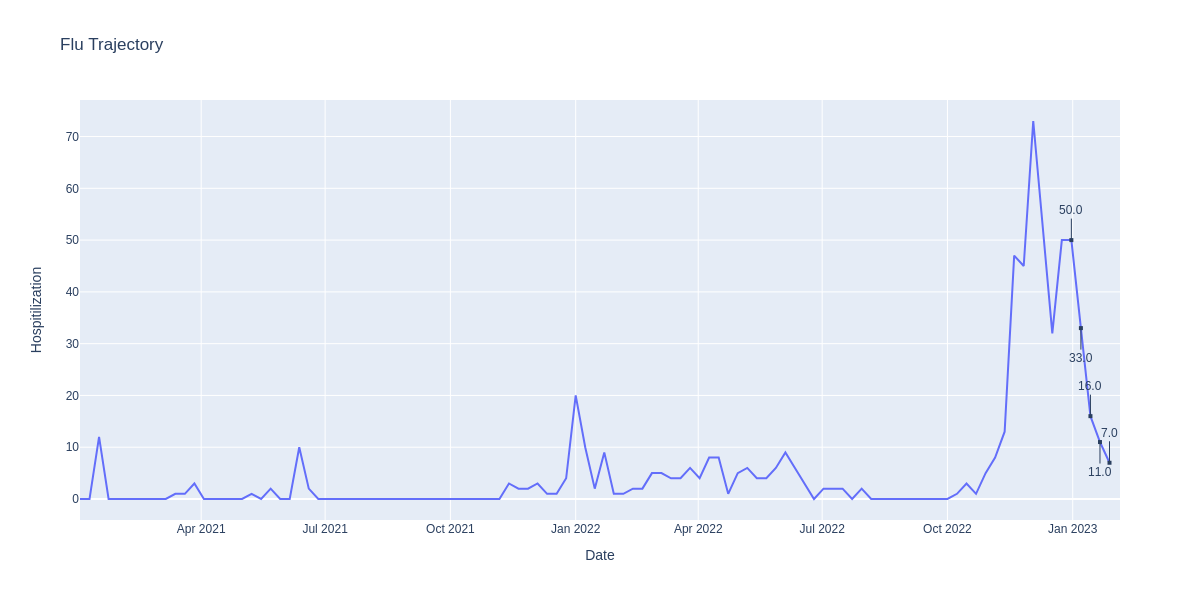 Flu Trajectory
70
60
50
40
30
20
10
0
Hospitilization
50.0
33.0
16.0
7.0
11.0
Apr 2021
Jul 2021
Oct 2021
Jan 2022
Apr 2022
Jul 2022
Oct 2022
Jan 2023
Date